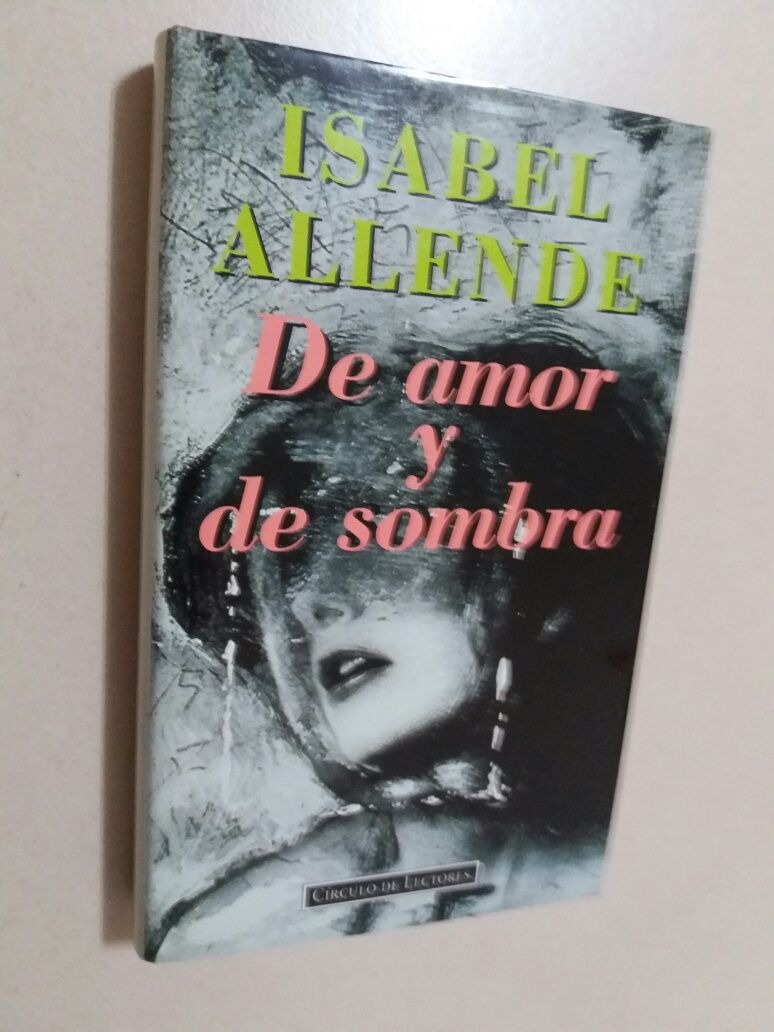 ISABEL
ALLENDE
De amor
y
de sombra
CÍRCULO DE LECTORES